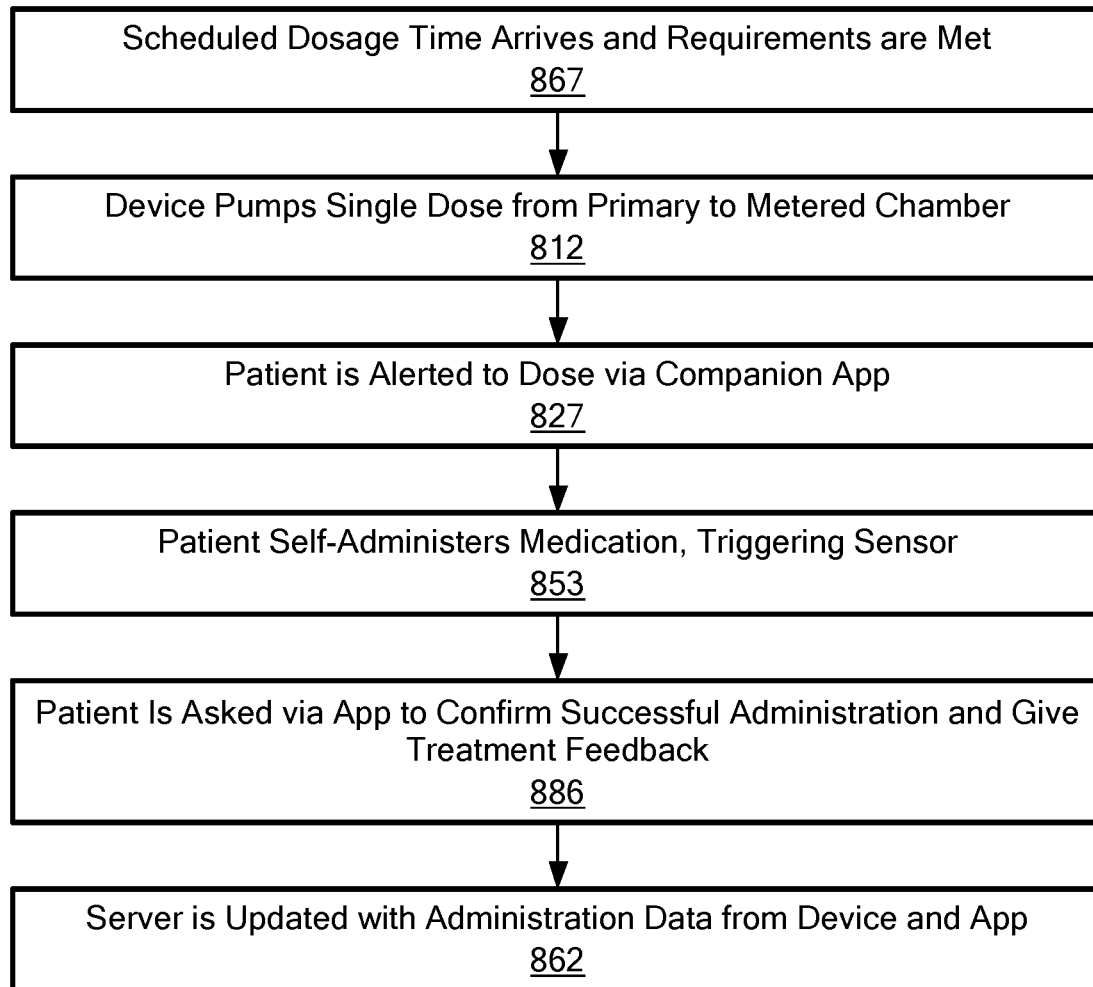 Scheduled Dosage Time Arrives and Requirements are Met
867
Device Pumps Single Dose from Primary to Metered Chamber
812
Patient is Alerted to Dose via Companion App
827
Patient Self-Administers Medication, Triggering Sensor
853
Patient Is Asked via App to Confirm Successful Administration and Give
Treatment Feedback
886
Server is Updated with Administration Data from Device and App
862